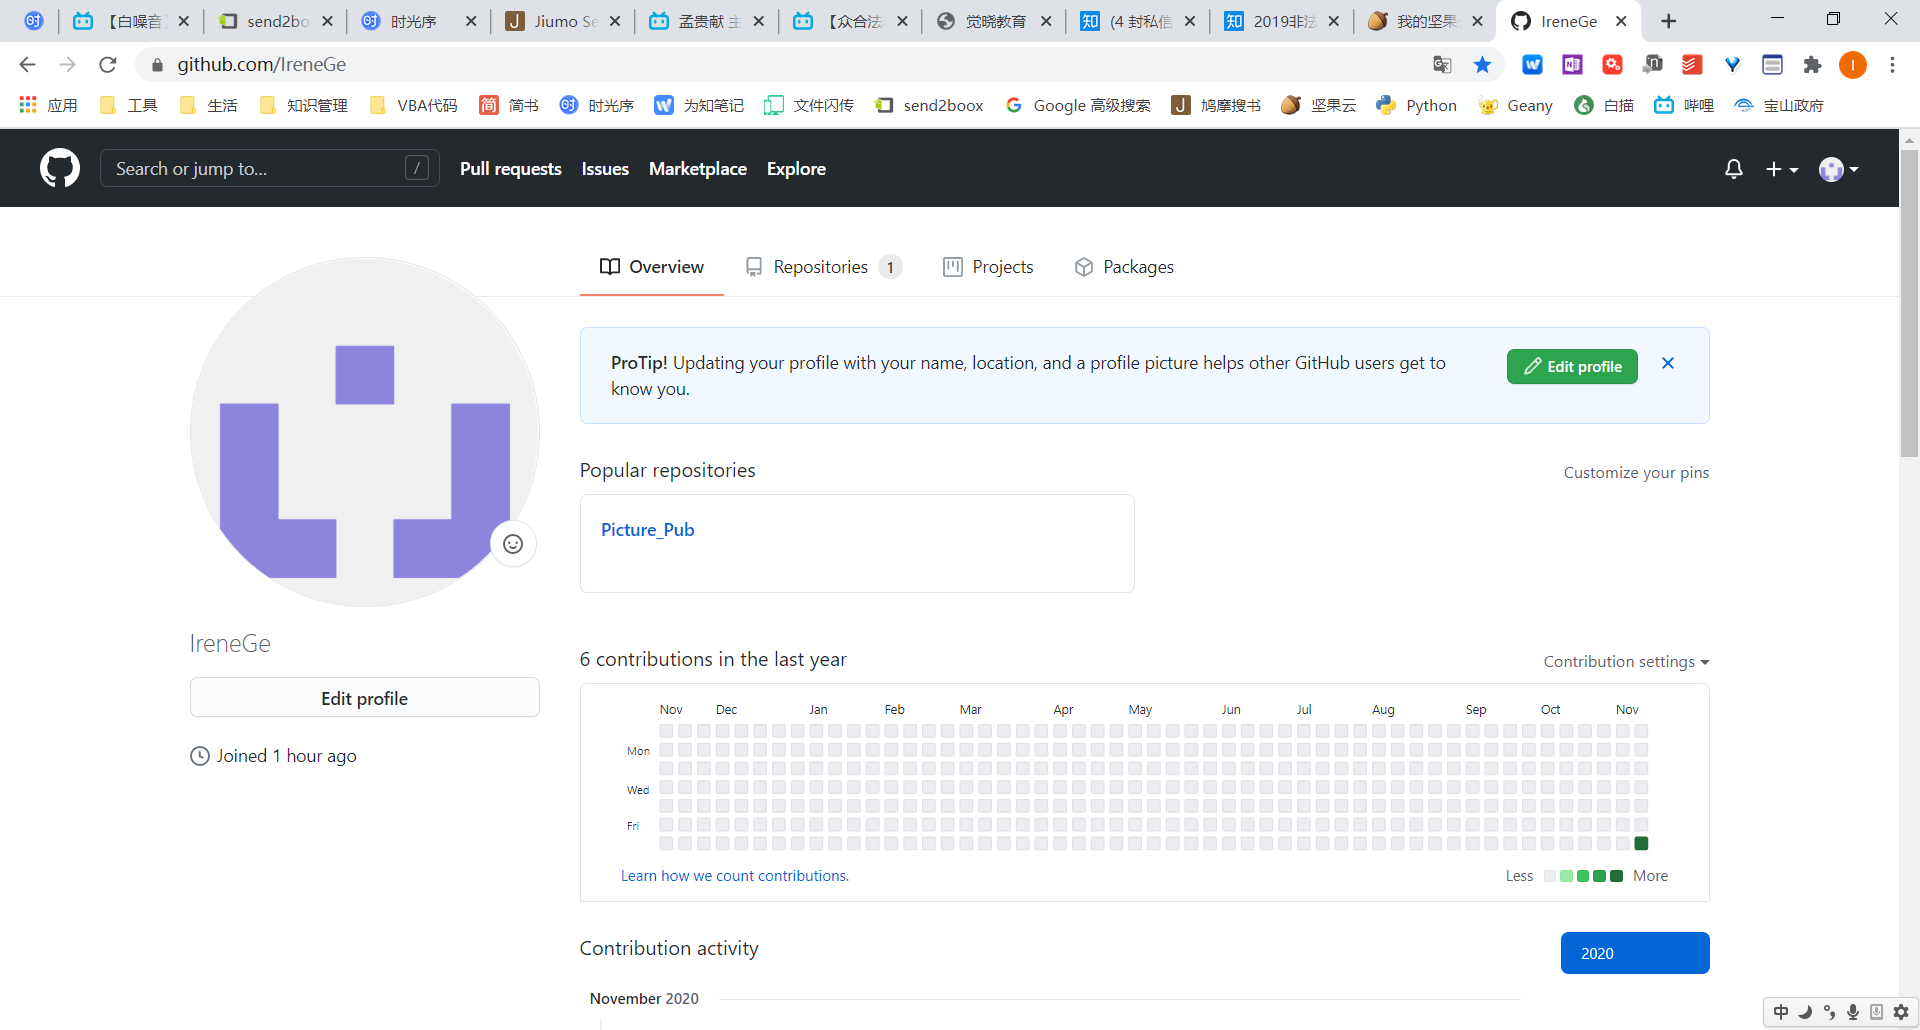 【白噪音
send2bo
时光序
Jiumo Se
孟贵献 主
【众合法
觉晓教育
(4 封私信
2019非法
我的坚果
IreneGe
github.com/IreneGe
应用 工具 生活 知识管理 VBA代码 简书 时光序 为知笔记 文件闪传 send2boox Google 高级搜索 鸠摩搜书 坚果云 Python Geany 白描 哔哩 宝山政府
Search or jump to... / Pull requests Issues Marketplace Explore
Overview Repositories 1 Projects Packages
ProTip! Updating your profile with your name, location, and a profile picture helps other GitHub users get to
know you.
Edit profile
Popular repositories
Customize your pins
Picture_Pub
IreneGe
Edit profile
Joined 1 hour ago
6 contributions in the last year
Contribution settings
Nov Dec Jan Feb Mar Apr May Jun Jul Aug Sep Oct Nov
Mon
Wed
Fri
Learn how we count contributions.
Less More
Contribution activity
2020
November 2020
中